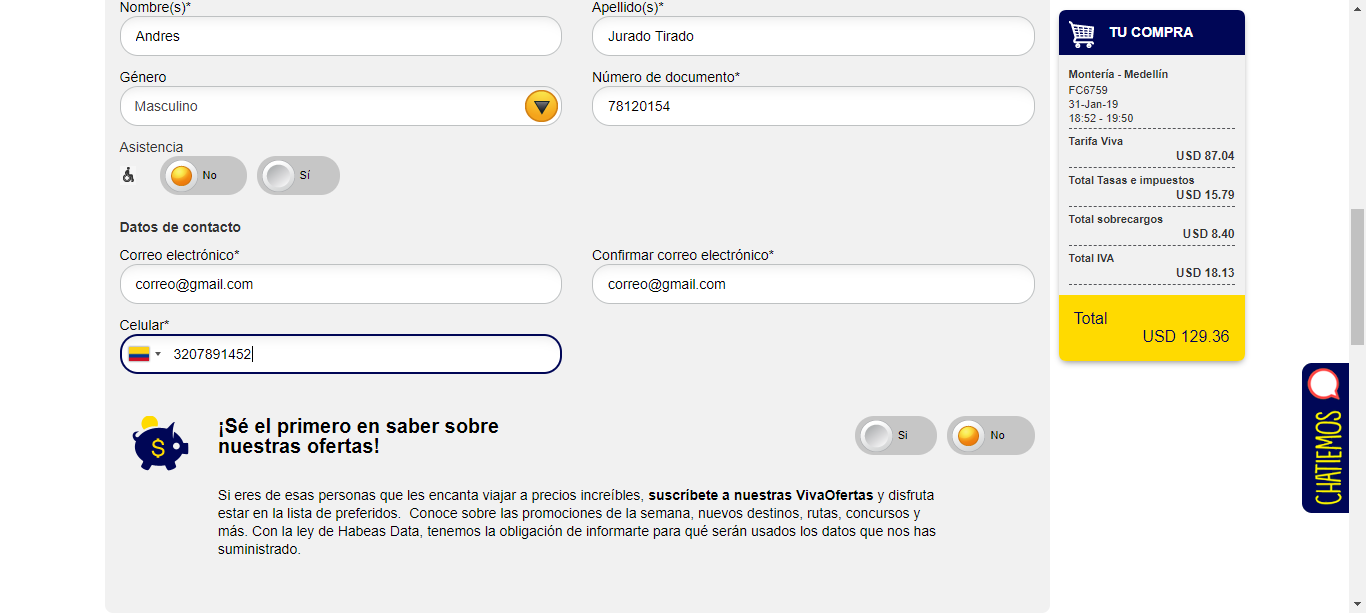 Nombre(s)*
Apellido(s)*
Andres
Jurado Tirado
Género
Número de documento*
Masculino
78120154
Asistencia
No
Sí
Datos de contacto
Correo electrónico*
Confirmar correo electrónico*
correo@gmail.com
correo@gmail.com
Celular*
3207891452
¡Sé el primero en saber sobre
nuestras ofertas!
Si
No
Si eres de esas personas que les encanta viajar a precios increíbles, suscríbete a nuestras VivaOfertas y disfruta
estar en la lista de preferidos. Conoce sobre las promociones de la semana, nuevos destinos, rutas, concursos y
más. Con la ley de Habeas Data, tenemos la obligación de informarte para qué serán usados los datos que nos has
suministrado.
TU COMPRA
Montería - Medellín
FC6759
31-Jan-19
18:52 - 19:50
Tarifa Viva
USD 87.04
Total Tasas e impuestos
USD 15.79
Total sobrecargos
USD 8.40
Total IVA
USD 18.13
Total
USD 129.36
CHATIEMOS